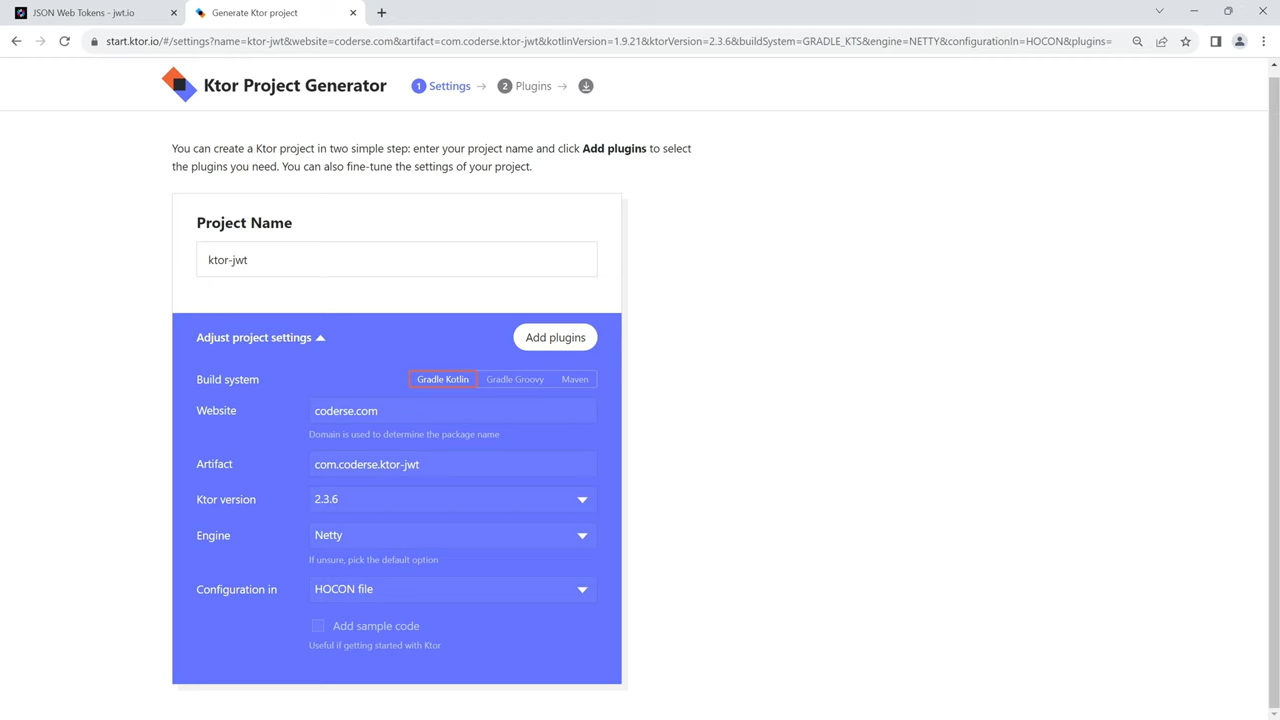 JSON Web Tokens - jwt.io
Generate Ktor project
start.ktor.io/#/settings?name=ktor-jwt&website=coderse.com&artifact=com.coderse.ktor-jwt&kotlinVersion=1.9.21&ktorVersion=2.3.6&buildSystem=GRADLE_KTS&engine=NETTY&configurationIn=HOCON&plugins=
Ktor Project Generator
1 Settings
2 Plugins
You can create a Ktor project in two simple step: enter your project name and click Add plugins to select
the plugins you need. You can also fine-tune the settings of your project.
Project Name
ktor-jwt
Adjust project settings
Add plugins
Build system
Gradle Kotlin
Gradle Groovy
Maven
Website
coderse.com
Domain is used to determine the package name
Artifact
com.coderse.ktor-jwt
Ktor version
2.3.6
Engine
Netty
If unsure, pick the default option
Configuration in
HOCON file
Add sample code
Useful if getting started with Ktor